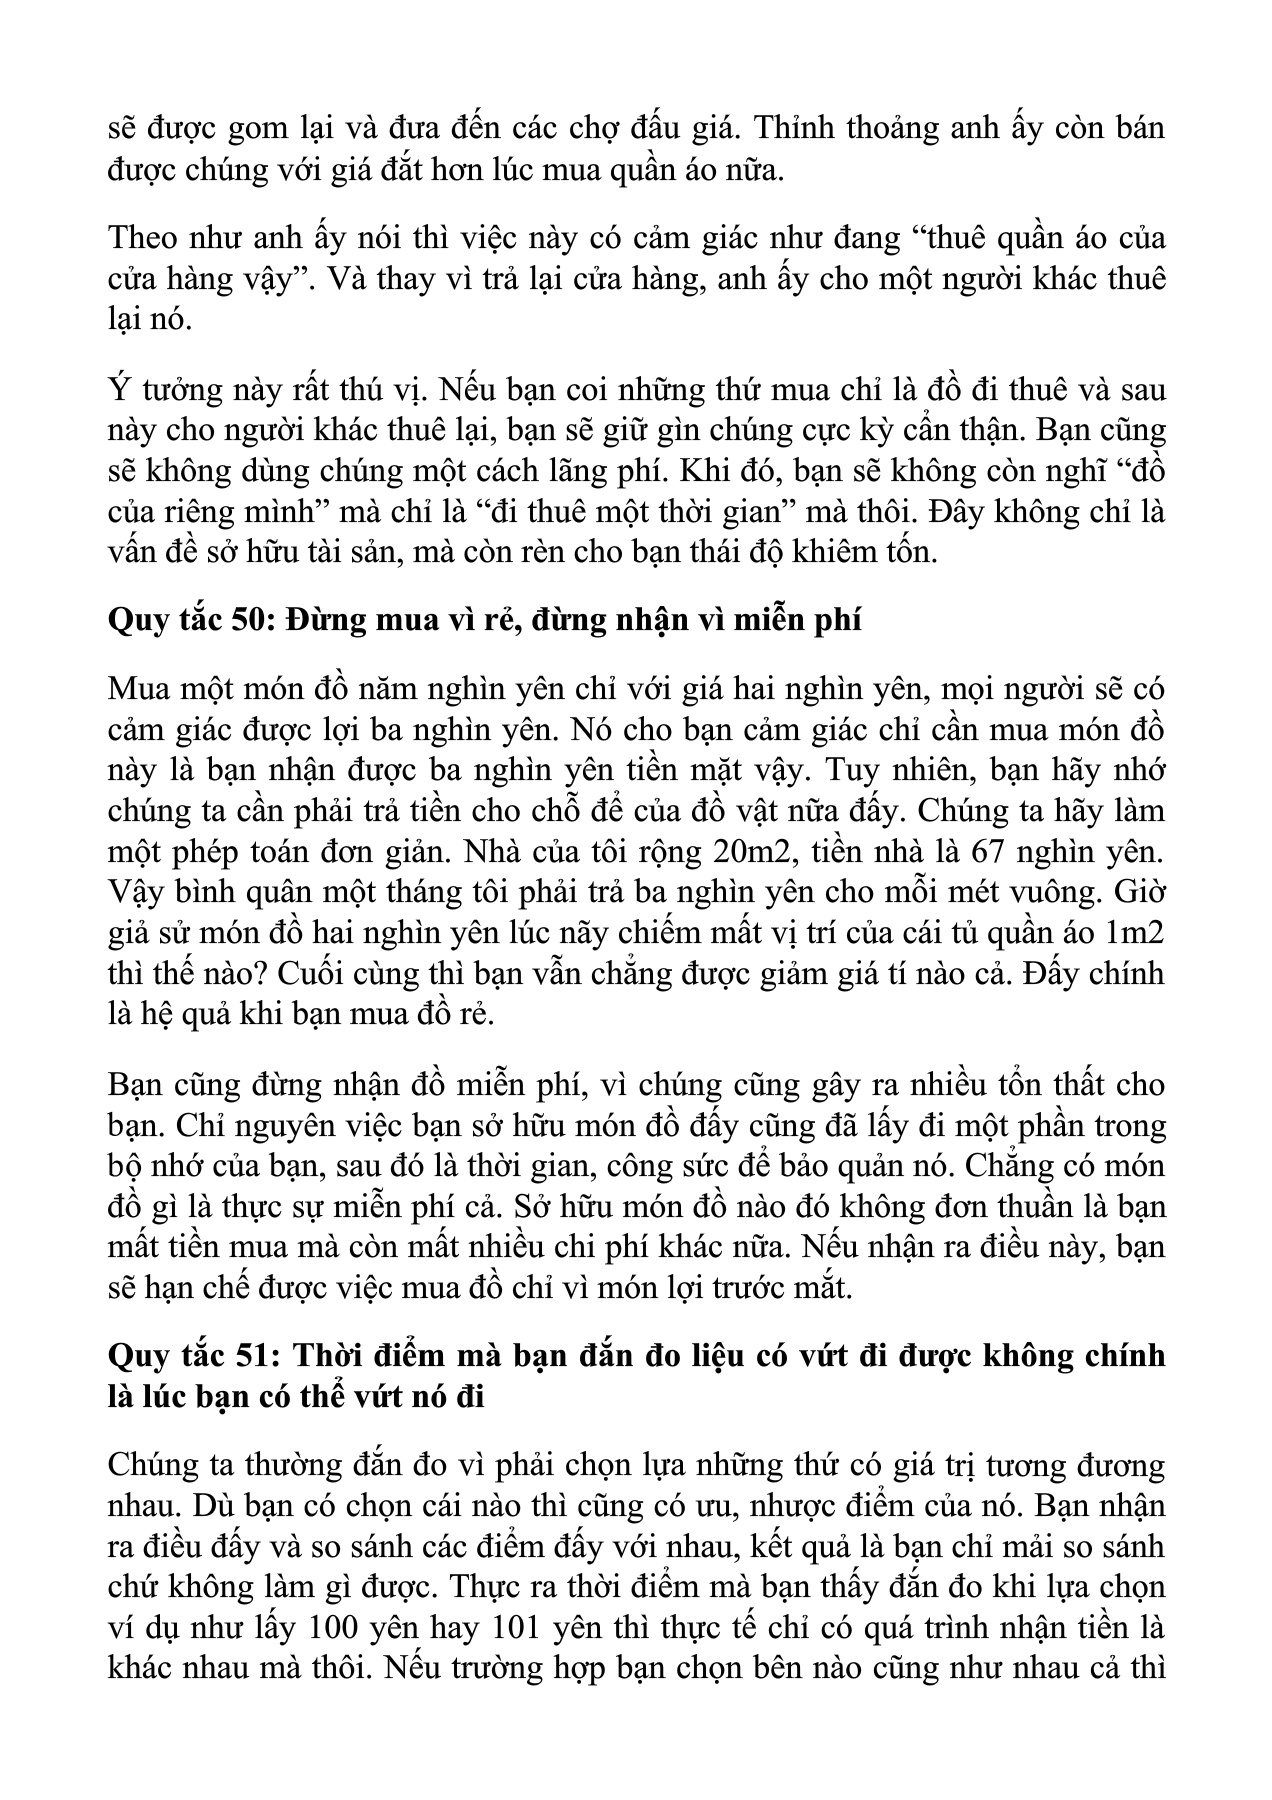 sẽ được gom lại và đưa đến các chợ đấu giá. Thỉnh thoảng anh ấy còn bán
được chúng với giá đắt hơn lúc mua quần áo nữa.
Theo như anh ấy nói thì việc này có cảm giác như đang “thuê quần áo của
cửa hàng vậy”. Và thay vì trả lại cửa hàng, anh ấy cho một người khác thuê
lại nó.
Ý tưởng này rất thú vị. Nếu bạn coi những thứ mua chỉ là đồ đi thuê và sau
này cho người khác thuê lại, bạn sẽ giữ gìn chúng cực kỳ cẩn thận. Bạn cũng
sẽ không dùng chúng một cách lãng phí. Khi đó, bạn sẽ không còn nghĩ “đồ
của riêng mình” mà chỉ là “đi thuê một thời gian” mà thôi. Đây không chỉ là
vấn đề sở hữu tài sản, mà còn rèn cho bạn thái độ khiêm tốn.
Quy tắc 50: Đừng mua vì rẻ, đừng nhận vì miễn phí
Mua một món đồ năm nghìn yên chỉ với giá hai nghìn yên, mọi người sẽ có
cảm giác được lợi ba nghìn yên. Nó cho bạn cảm giác chỉ cần mua món đồ
này là bạn nhận được ba nghìn yên tiền mặt vậy. Tuy nhiên, bạn hãy nhớ
chúng ta cần phải trả tiền cho chỗ để của đồ vật nữa đấy. Chúng ta hãy làm
một phép toán đơn giản. Nhà của tôi rộng 20m2, tiền nhà là 67 nghìn yên.
Vậy bình quân một tháng tôi phải trả ba nghìn yên cho mỗi mét vuông. Giờ
giả sử món đồ hai nghìn yên lúc nãy chiếm mất vị trí của cái tủ quần áo 1m2
thì thế nào? Cuối cùng thì bạn vẫn chẳng được giảm giá tí nào cả. Đấy chính
là hệ quả khi bạn mua đồ rẻ.
Bạn cũng đừng nhận đồ miễn phí, vì chúng cũng gây ra nhiều tổn thất cho
bạn. Chỉ nguyên việc bạn sở hữu món đồ đấy cũng đã lấy đi một phần trong
bộ nhớ của bạn, sau đó là thời gian, công sức để bảo quản nó. Chẳng có món
đồ gì là thực sự miễn phí cả. Sở hữu món đồ nào đó không đơn thuần là bạn
mất tiền mua mà còn mất nhiều chi phí khác nữa. Nếu nhận ra điều này, bạn
sẽ hạn chế được việc mua đồ chỉ vì món lợi trước mắt.
Quy tắc 51: Thời điểm mà bạn đắn đo liệu có vứt đi được không chính
là lúc bạn có thể vứt nó đi
Chúng ta thường đắn đo vì phải chọn lựa những thứ có giá trị tương đương
nhau. Dù bạn có chọn cái nào thì cũng có ưu, nhược điểm của nó. Bạn nhận
ra điều đấy và so sánh các điểm đấy với nhau, kết quả là bạn chỉ mải so sánh
chứ không làm gì được. Thực ra thời điểm mà bạn thấy đắn đo khi lựa chọn
ví dụ như lấy 100 yên hay 101 yên thì thực tế chỉ có quá trình nhận tiền là
khác nhau mà thôi. Nếu trường hợp bạn chọn bên nào cũng như nhau cả thì